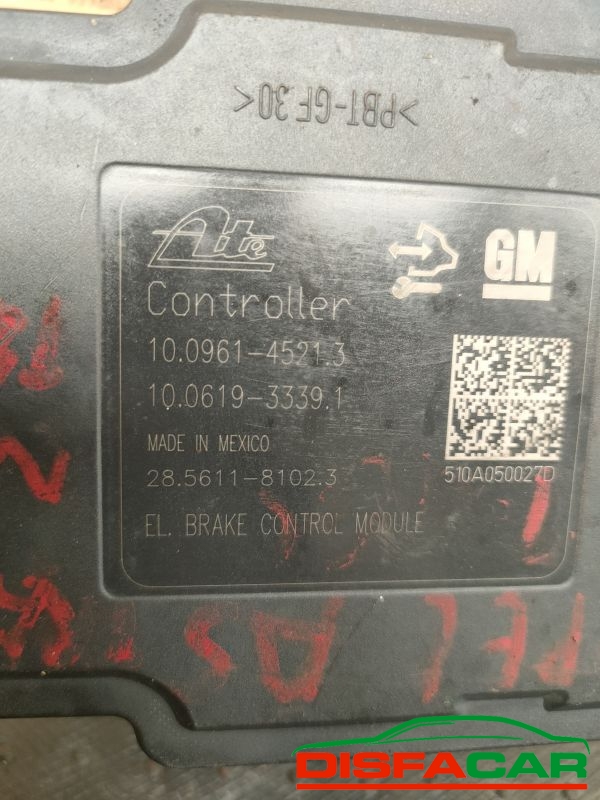 >PBT-GF30<
Ate
GM
Controller
10.0961-4521.3
10.0619-3339.1
MADE IN MEXICO
28.5611-8102.3
510A050027D
EL. BRAKE CONTROL MODULE
DISFACAR